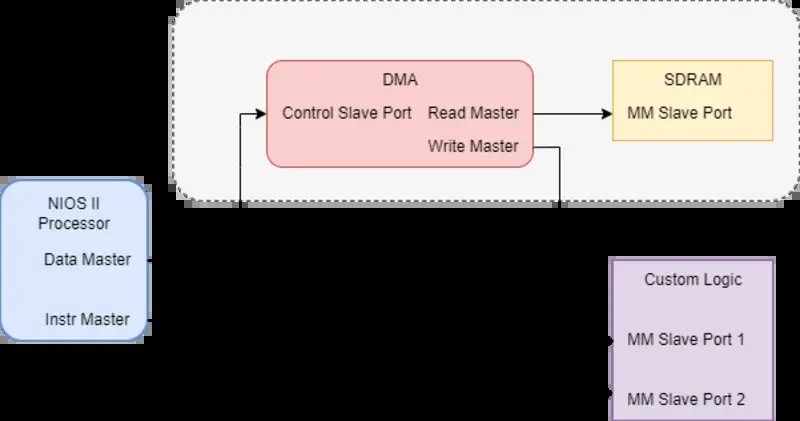 DMA
Control Slave Port Read Master
Write Master
SDRAM
MM Slave Port
NIOS II
Processor
Data Master
Instr Master
Custom Logic
MM Slave Port 1
MM Slave Port 2